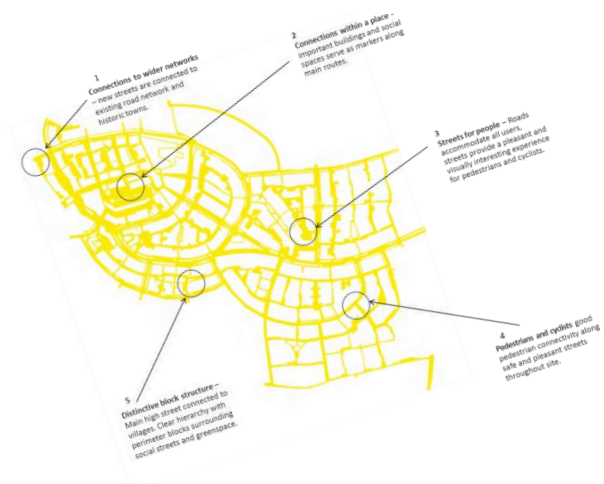 1
Connections to wider networks
– new streets are connected to
existing road network and
historic towns.
2
Connections within a place -
important buildings and social
spaces serve as markers along
main routes.
3
Streets for people – Roads
accommodate all users,
streets provide a pleasant and
visually interesting experience
for pedestrians and cyclists.
4
Pedestrians and cyclists good
pedestrian connectivity along
safe and pleasant streets
throughout site.
5
Distinctive block structure –
Main high street connected to
villages. Clear hierarchy with
perimeter blocks surrounding
social streets and greenspace.